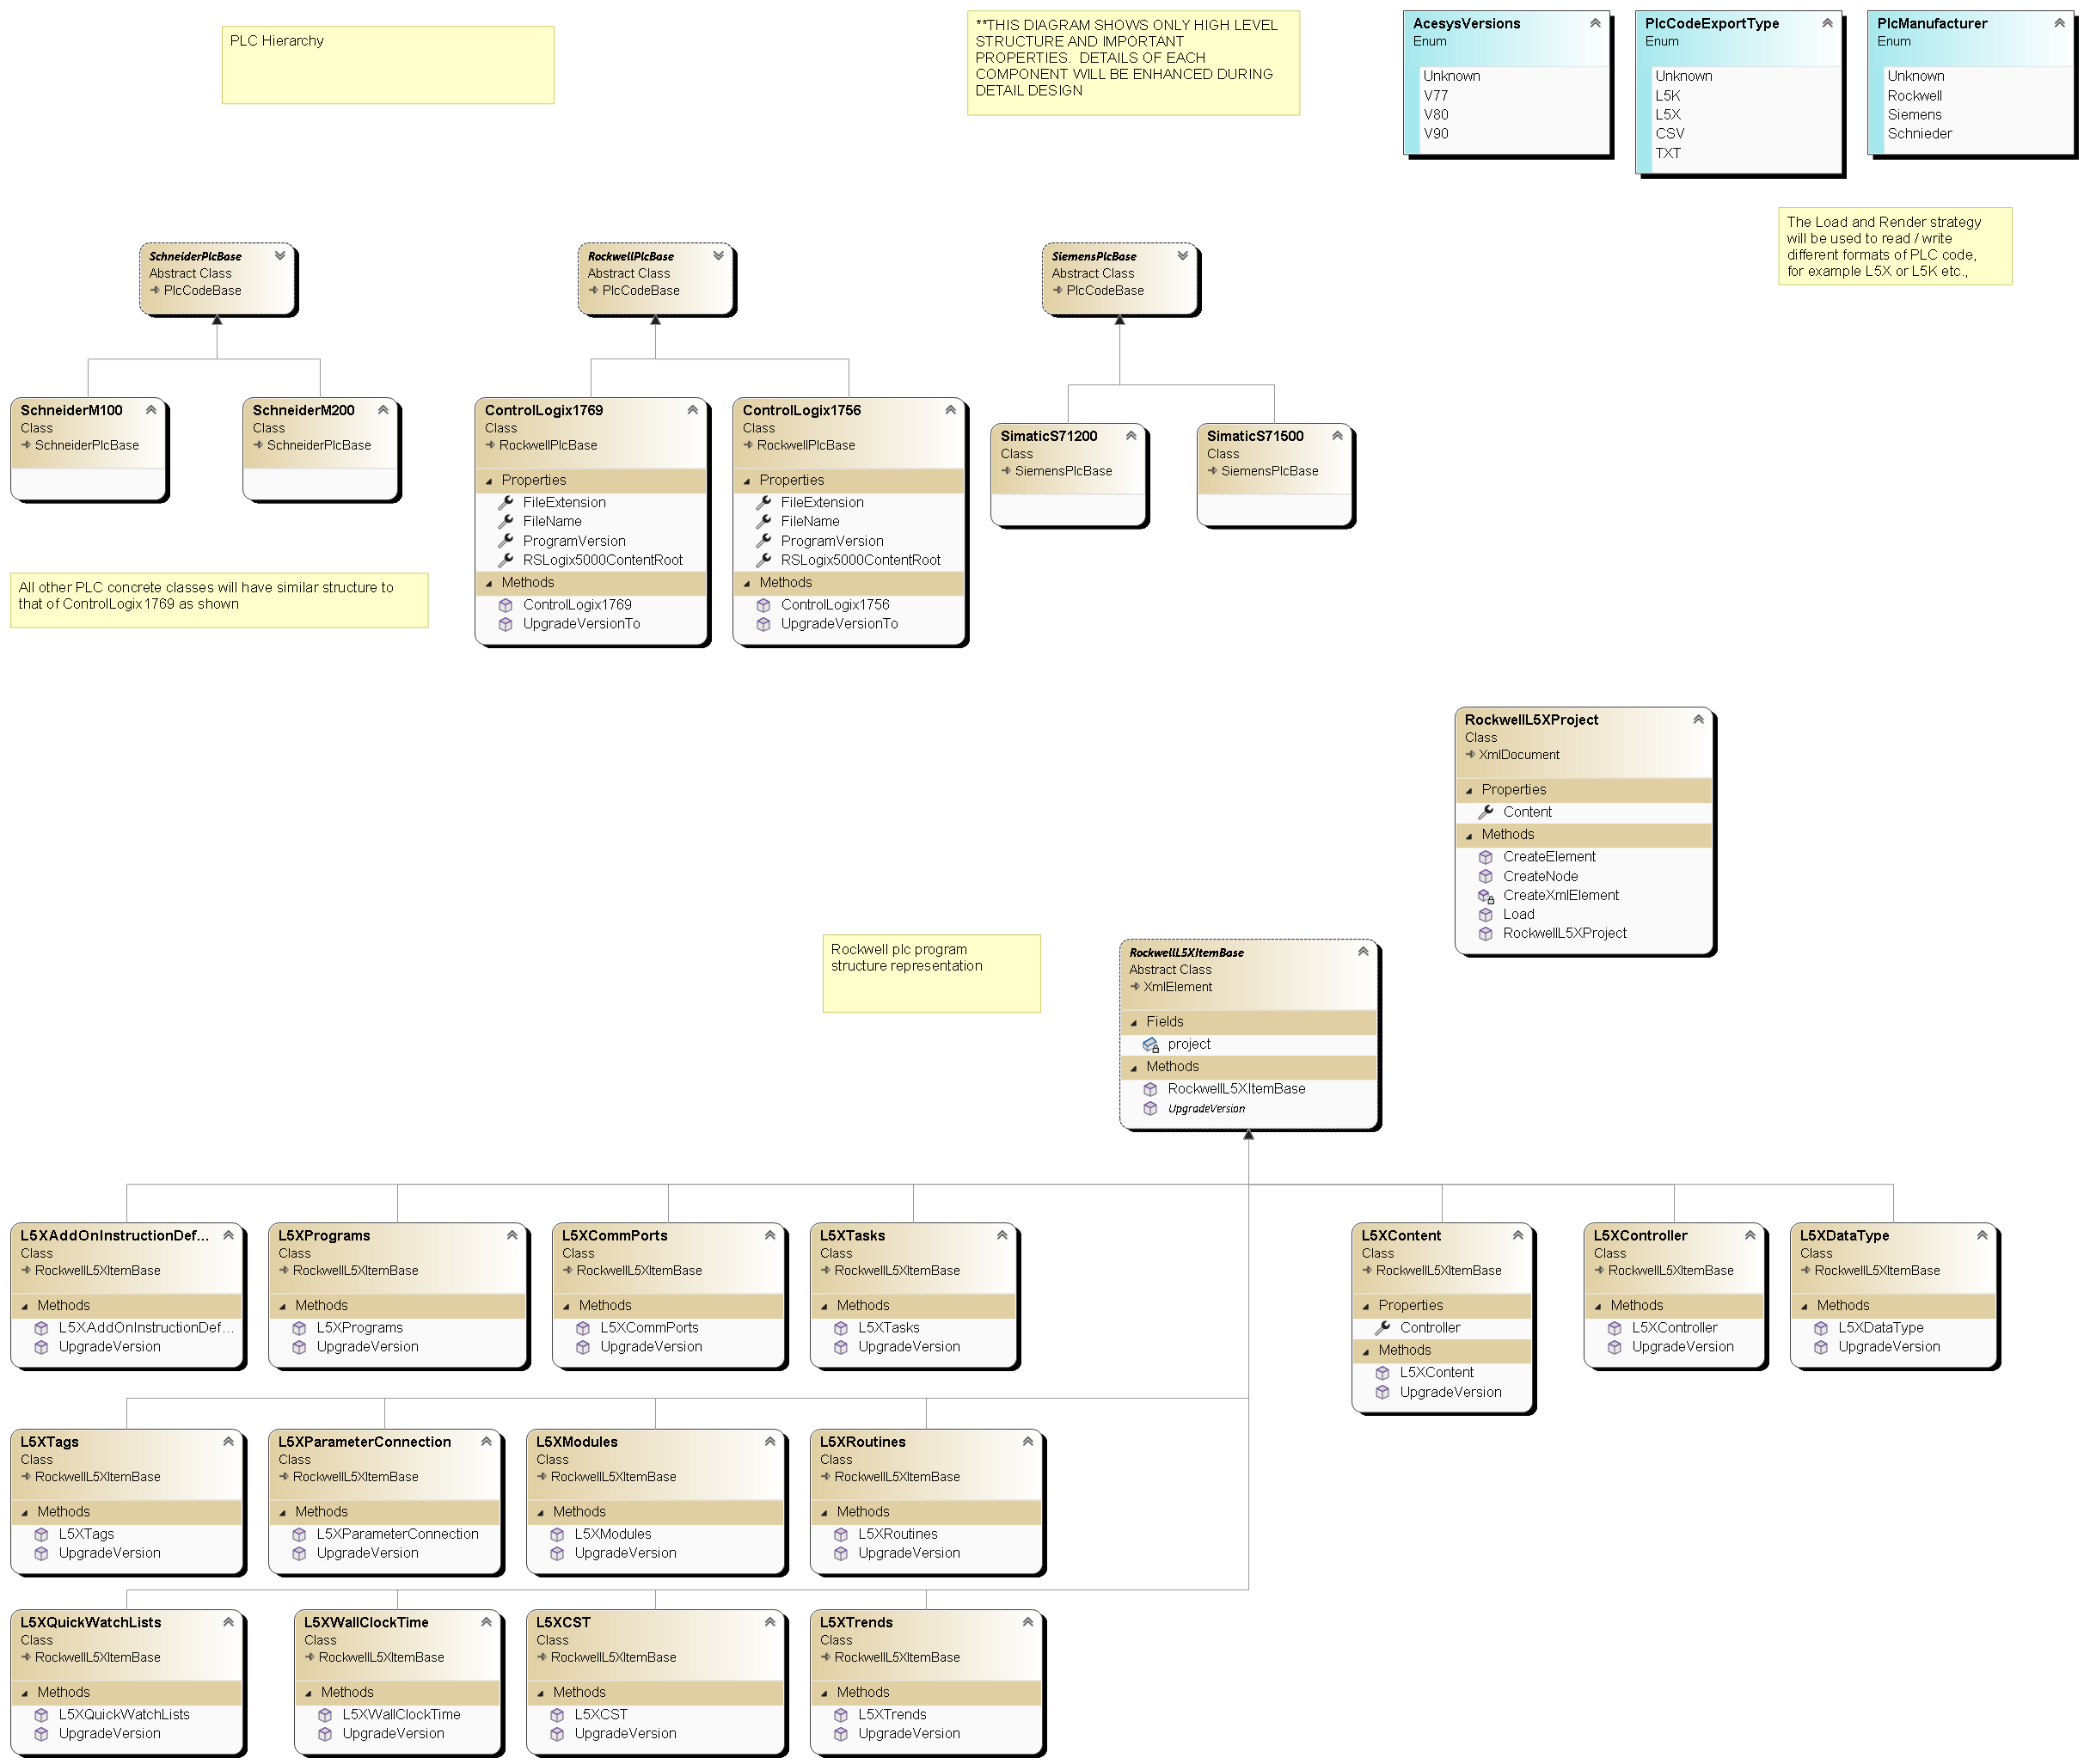 PLC Hierarchy
**THIS DIAGRAM SHOWS ONLY HIGH LEVEL
STRUCTURE AND IMPORTANT
PROPERTIES.  DETAILS OF EACH
COMPONENT WILL BE ENHANCED DURING
DETAIL DESIGN
AcesysVersions
Enum
Unknown
V77
V80
V90
PlcCodeExportType
Enum
Unknown
L5K
L5X
CSV
TXT
PlcManufacturer
Enum
Unknown
Rockwell
Siemens
Schnieder
The Load and Render strategy
will be used to read / write
different formats of PLC code,
for example L5X or L5K etc.,
SchneiderPlcBase
Abstract Class
PlcCodeBase
RockwellPlcBase
Abstract Class
PlcCodeBase
SiemensPlcBase
Abstract Class
PlcCodeBase
SchneiderM100
Class
SchneiderPlcBase
SchneiderM200
Class
SchneiderPlcBase
ControlLogix1769
Class
RockwellPlcBase
Properties
FileExtension
FileName
ProgramVersion
RSLogix5000ContentRoot
Methods
ControlLogix1769
UpgradeVersionTo
ControlLogix1756
Class
RockwellPlcBase
Properties
FileExtension
FileName
ProgramVersion
RSLogix5000ContentRoot
Methods
ControlLogix1756
UpgradeVersionTo
SimaticS71200
Class
SiemensPlcBase
SimaticS71500
Class
SiemensPlcBase
All other PLC concrete classes will have similar structure to
that of ControlLogix1769 as shown
RockwellL5XProject
Class
XmlDocument
Properties
Content
Methods
CreateElement
CreateNode
CreateXmlElement
Load
RockwellL5XProject
Rockwell plc program
structure representation
RockwellL5XItemBase
Abstract Class
XmlElement
Fields
project
Methods
RockwellL5XItemBase
UpgradeVersion
L5XAddOnInstructionDef...
Class
RockwellL5XItemBase
Methods
L5XAddOnInstructionDef...
UpgradeVersion
L5XPrograms
Class
RockwellL5XItemBase
Methods
L5XPrograms
UpgradeVersion
L5XCommPorts
Class
RockwellL5XItemBase
Methods
L5XCommPorts
UpgradeVersion
L5XTasks
Class
RockwellL5XItemBase
Methods
L5XTasks
UpgradeVersion
L5XContent
Class
RockwellL5XItemBase
Properties
Controller
Methods
L5XContent
UpgradeVersion
L5XController
Class
RockwellL5XItemBase
Methods
L5XController
UpgradeVersion
L5XDataType
Class
RockwellL5XItemBase
Methods
L5XDataType
UpgradeVersion
L5XTags
Class
RockwellL5XItemBase
Methods
L5XTags
UpgradeVersion
L5XParameterConnection
Class
RockwellL5XItemBase
Methods
L5XParameterConnection
UpgradeVersion
L5XModules
Class
RockwellL5XItemBase
Methods
L5XModules
UpgradeVersion
L5XRoutines
Class
RockwellL5XItemBase
Methods
L5XRoutines
UpgradeVersion
L5XQuickWatchLists
Class
RockwellL5XItemBase
Methods
L5XQuickWatchLists
UpgradeVersion
L5XWallClockTime
Class
RockwellL5XItemBase
Methods
L5XWallClockTime
UpgradeVersion
L5XCST
Class
RockwellL5XItemBase
Methods
L5XCST
UpgradeVersion
L5XTrends
Class
RockwellL5XItemBase
Methods
L5XTrends
UpgradeVersion